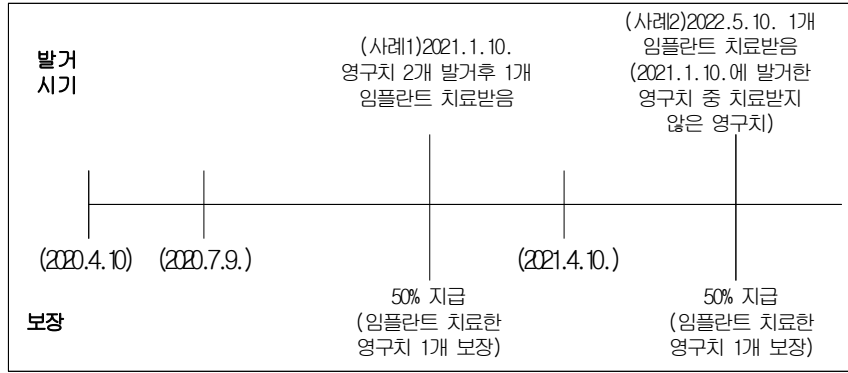 발거
시기
(사례1)2021.1.10.
영구치 2개 발거후 1개
임플란트 치료받음
(사례2)2022.5.10. 1개
임플란트 치료받음
(2021.1.10.에 발거한
영구치 중 치료받지
않은 영구치)
(2020.4.10)
(2020.7.9.)
(2021.4.10.)
보장
50% 지급
(임플란트 치료한
영구치 1개 보장)
50% 지급
(임플란트 치료한
영구치 1개 보장)